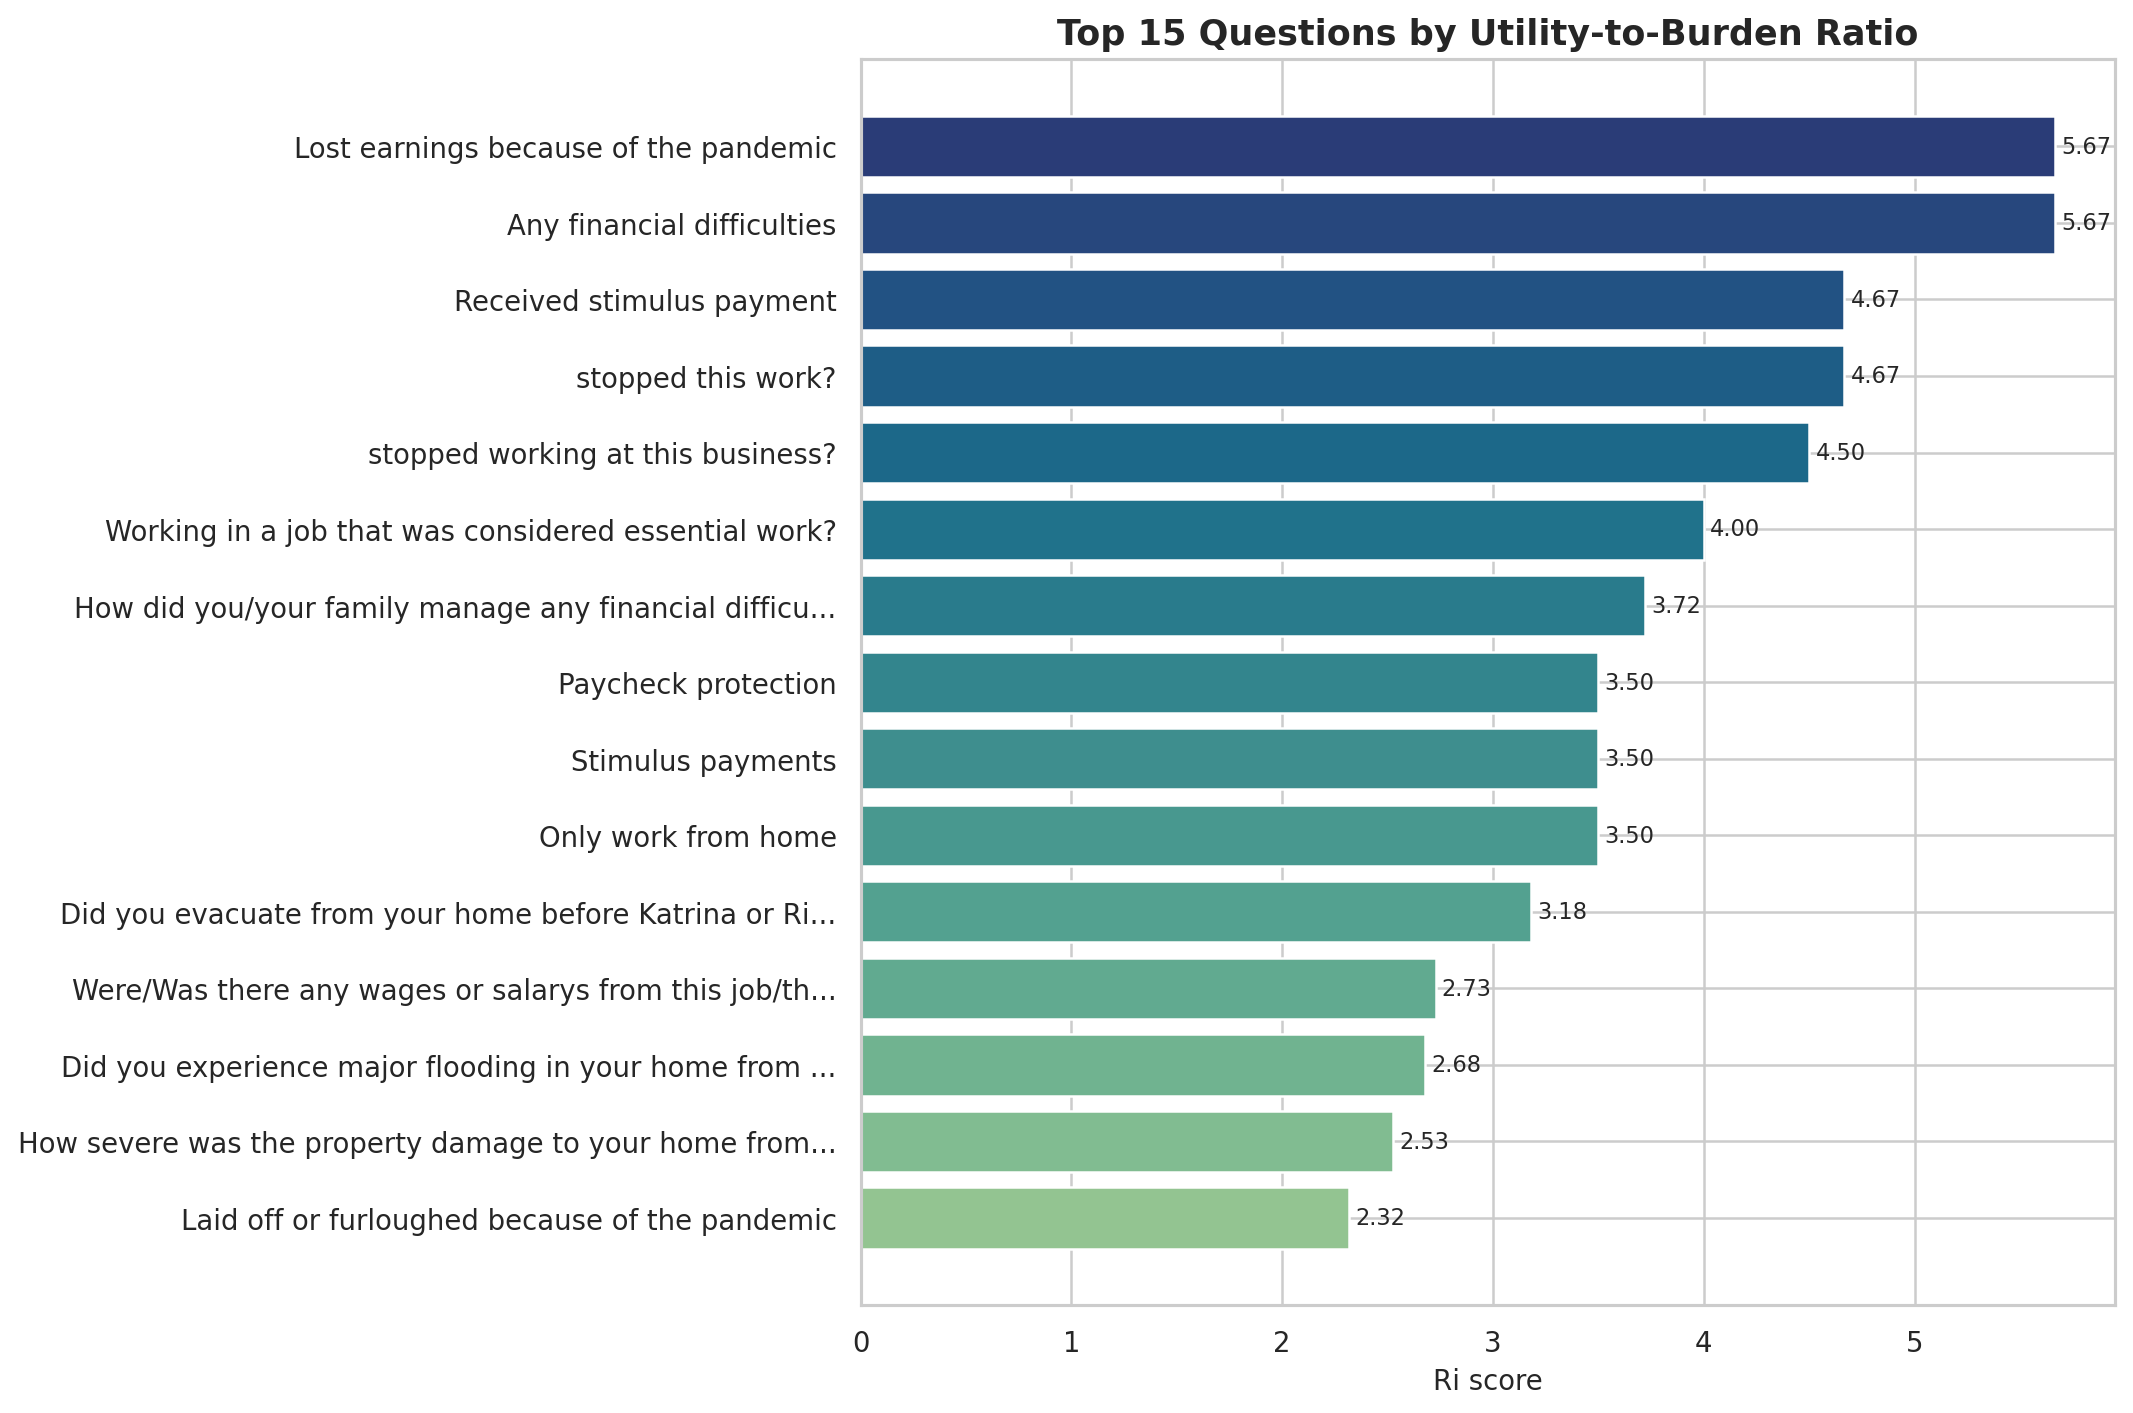 Top 15 Questions by Utility-to-Burden Ratio
Lost earnings because of the pandemic 5.67
Any financial difficulties 5.67
Received stimulus payment 4.67
stopped this work? 4.67
stopped working at this business? 4.50
Working in a job that was considered essential work? 4.00
How did you/your family manage any financial difficu... 3.72
Paycheck protection 3.50
Stimulus payments 3.50
Only work from home 3.50
Did you evacuate from your home before Katrina or Ri... 3.18
Were/Was there any wages or salarys from this job/th... 2.73
Did you experience major flooding in your home from ... 2.68
How severe was the property damage to your home from... 2.53
Laid off or furloughed because of the pandemic 2.32
0 1 2 3 4 5
Ri score